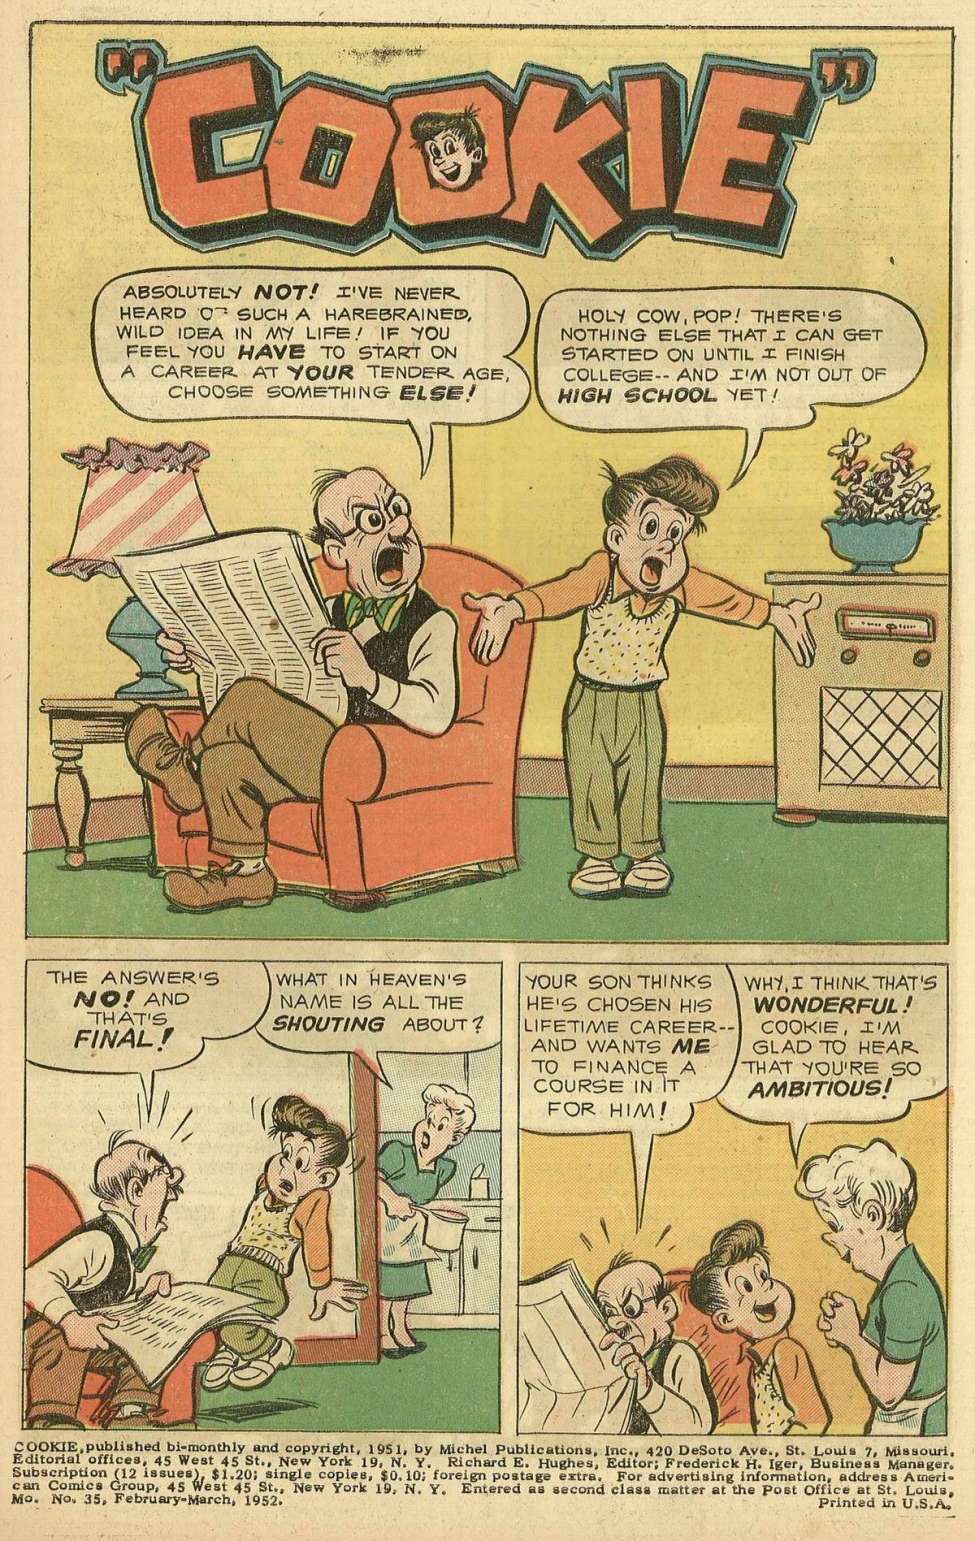 "COOKIE"
ABSOLUTELY NOT! I'VE NEVER
HEARD OF SUCH A HAREBRAINED,
WILD IDEA IN MY LIFE! IF YOU
FEEL YOU HAVE TO START ON
A CAREER AT YOUR TENDER AGE,
CHOOSE SOMETHING ELSE!
HOLY COW, POP! THERE'S
NOTHING ELSE THAT I CAN GET
STARTED ON UNTIL I FINISH
COLLEGE-- AND I'M NOT OUT OF
HIGH SCHOOL YET!
THE ANSWER'S
NO! AND
THAT'S
FINAL!
WHAT IN HEAVEN'S
NAME IS ALL THE
SHOUTING ABOUT?
YOUR SON THINKS
HE'S CHOSEN HIS
LIFETIME CAREER--
AND WANTS ME
TO FINANCE A
COURSE IN IT
FOR HIM!
WHY, I THINK THAT'S
WONDERFUL!
COOKIE, I'M
GLAD TO HEAR
THAT YOU'RE SO
AMBITIOUS!
COOKIE, published bi-monthly and copyright, 1951, by Michel Publications, Inc., 420 DeSoto Ave., St. Louis 7, Missouri.
Editorial offices, 45 West 45 St., New York 19, N. Y. Richard E. Hughes, Editor; Frederick H. Iger, Business Manager.
Subscription (12 issues), $1.20; single copies, $0.10; foreign postage extra. For advertising information, address Ameri-
can Comics Group, 45 West 45 St., New York 19, N. Y. Entered as second class matter at the Post Office at St. Louis,
Mo. No. 35, February-March, 1952. Printed in U.S.A.